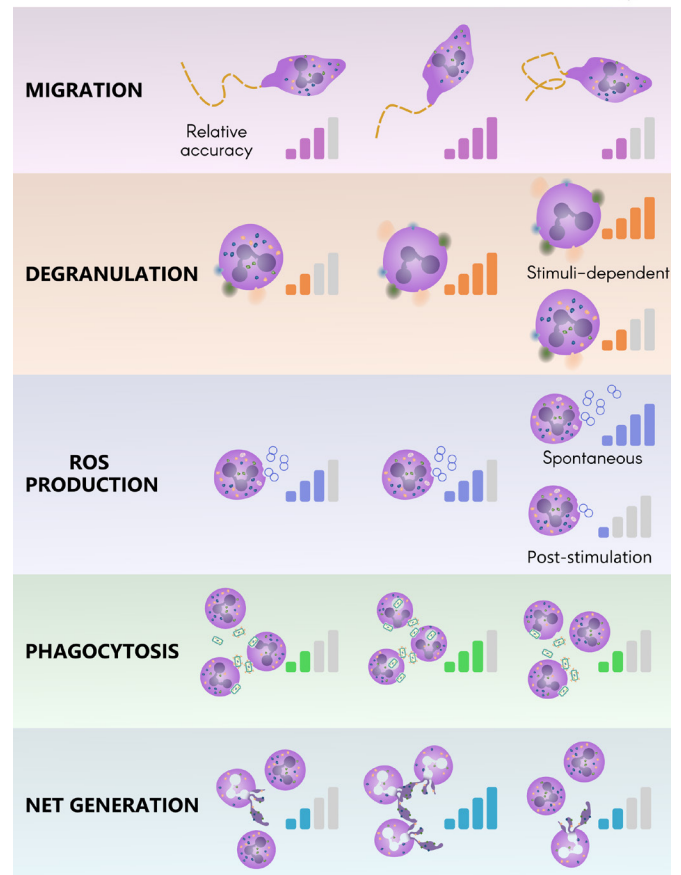 MIGRATION
Relative
accuracy
DEGRANULATION
Stimuli-dependent
ROS
PRODUCTION
Spontaneous
Post-stimulation
PHAGOCYTOSIS
NET GENERATION